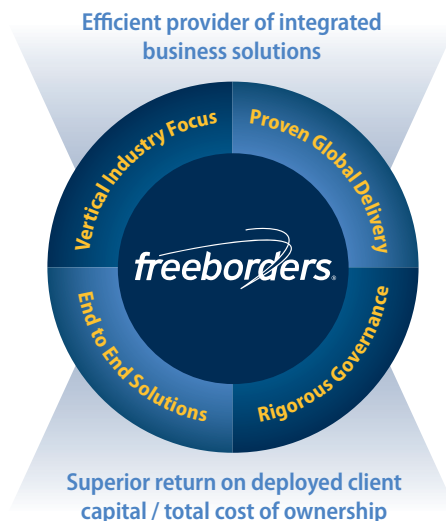 Efficient provider of integrated
business solutions
Vertical Industry Focus
Proven Global Delivery
freeborders®
End to End Solutions
Rigorous Governance
Superior return on deployed client
capital / total cost of ownership